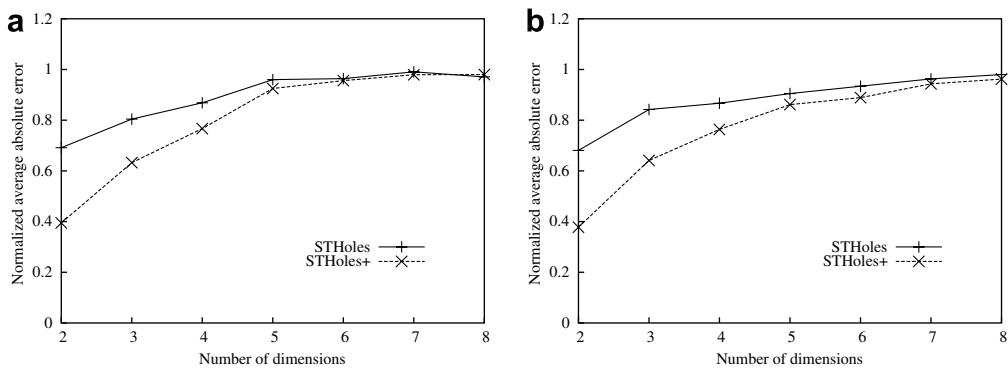 a
Normalized average absolute error
1.2
1
0.8
0.6
0.4
0.2
0
STHoles
STHoles+
2 3 4 5 6 7 8
Number of dimensions
b
Normalized average absolute error
1.2
1
0.8
0.6
0.4
0.2
0
STHoles
STHoles+
2 3 4 5 6 7 8
Number of dimensions